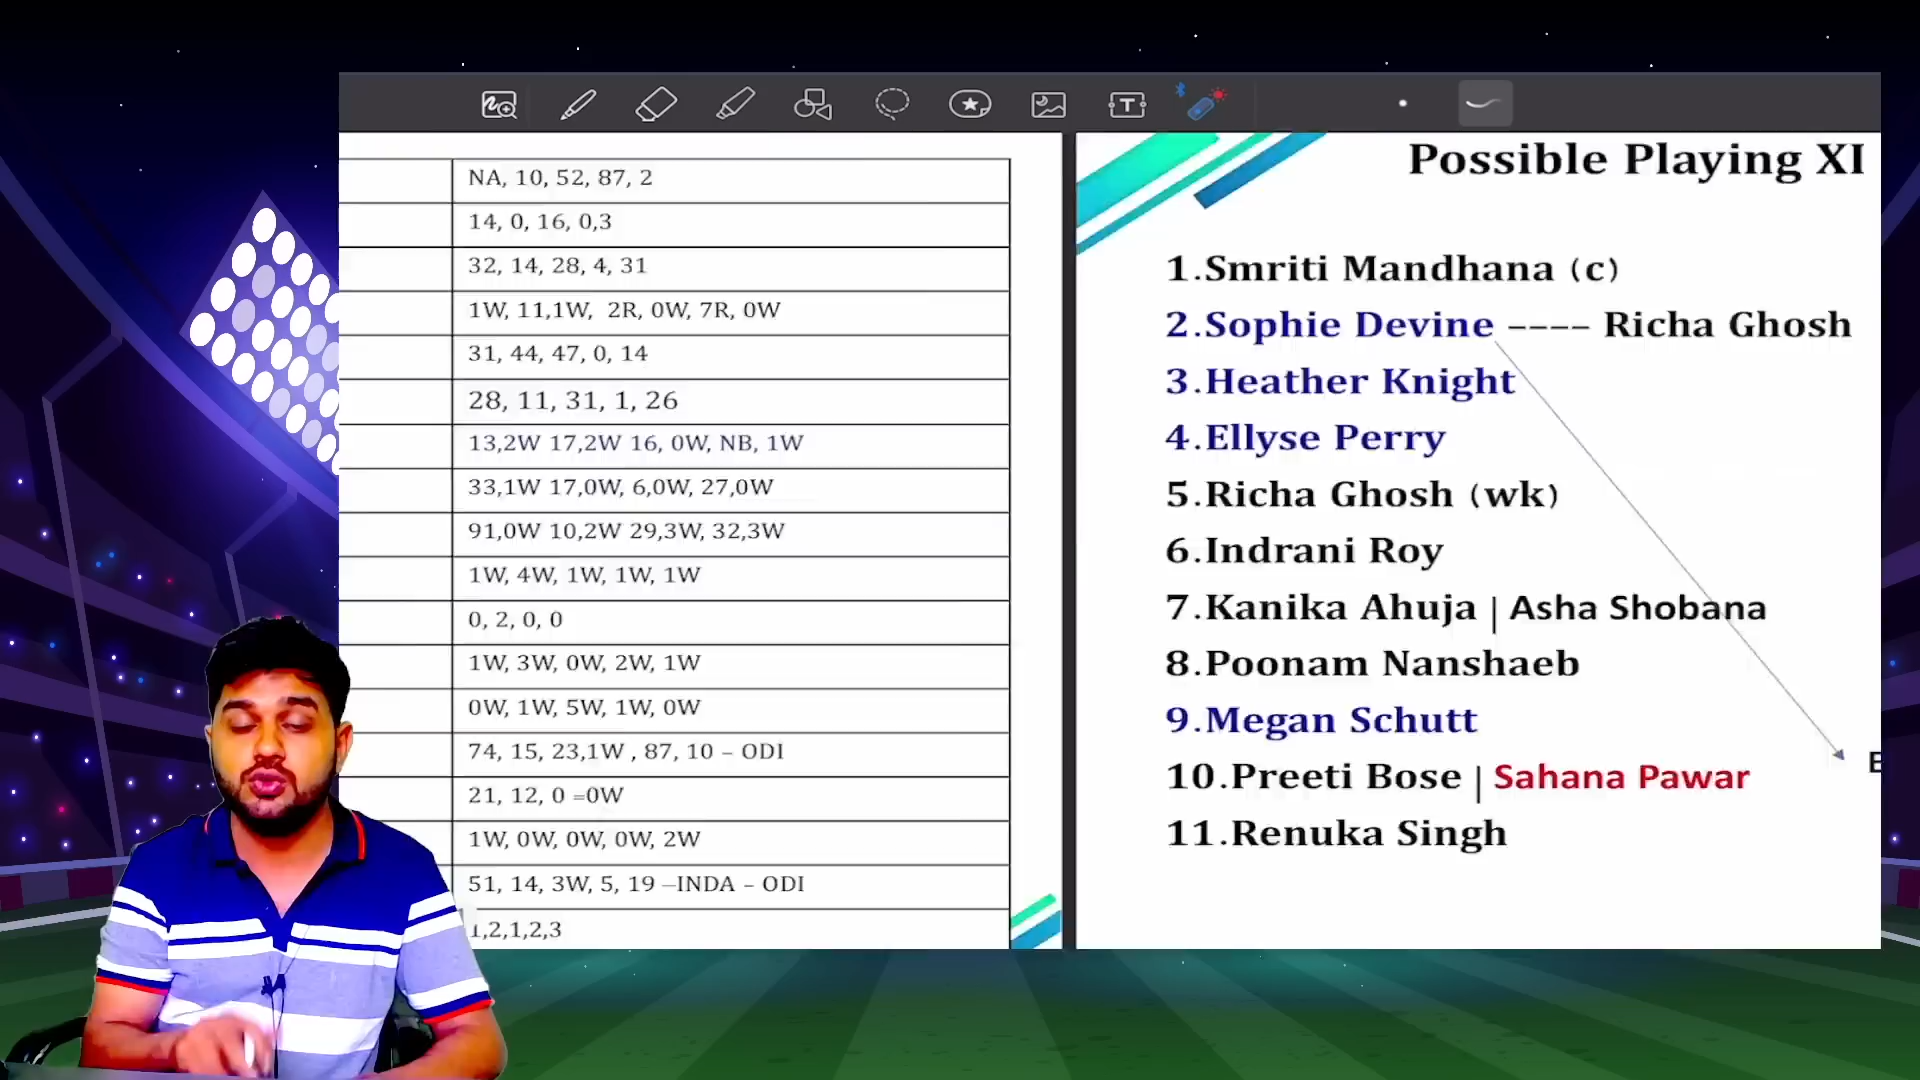 NA, 10, 52, 87, 2
14, 0, 16, 0,3
32, 14, 28, 4, 31
1W, 11,1W, 2R, 0W, 7R, 0W
31, 44, 47, 0, 14
28, 11, 31, 1, 26
13,2W 17,2W 16, 0W, NB, 1W
33,1W 17,0W, 6,0W, 27,0W
91,0W 10,2W 29,3W, 32,3W
1W, 4W, 1W, 1W, 1W
0, 2, 0, 0
1W, 3W, 0W, 2W, 1W
0W, 1W, 5W, 1W, 0W
74, 15, 23,1W , 87, 10 – ODI
21, 12, 0 =0W
1W, 0W, 0W, 0W, 2W
51, 14, 3W, 5, 19 –INDA – ODI
1,2,1,2,3
Possible Playing XI
1.Smriti Mandhana (c)
2.Sophie Devine ---- Richa Ghosh
3.Heather Knight
4.Ellyse Perry
5.Richa Ghosh (wk)
6.Indrani Roy
7.Kanika Ahuja | Asha Shobana
8.Poonam Nanshaeb
9.Megan Schutt
10.Preeti Bose | Sahana Pawar
11.Renuka Singh